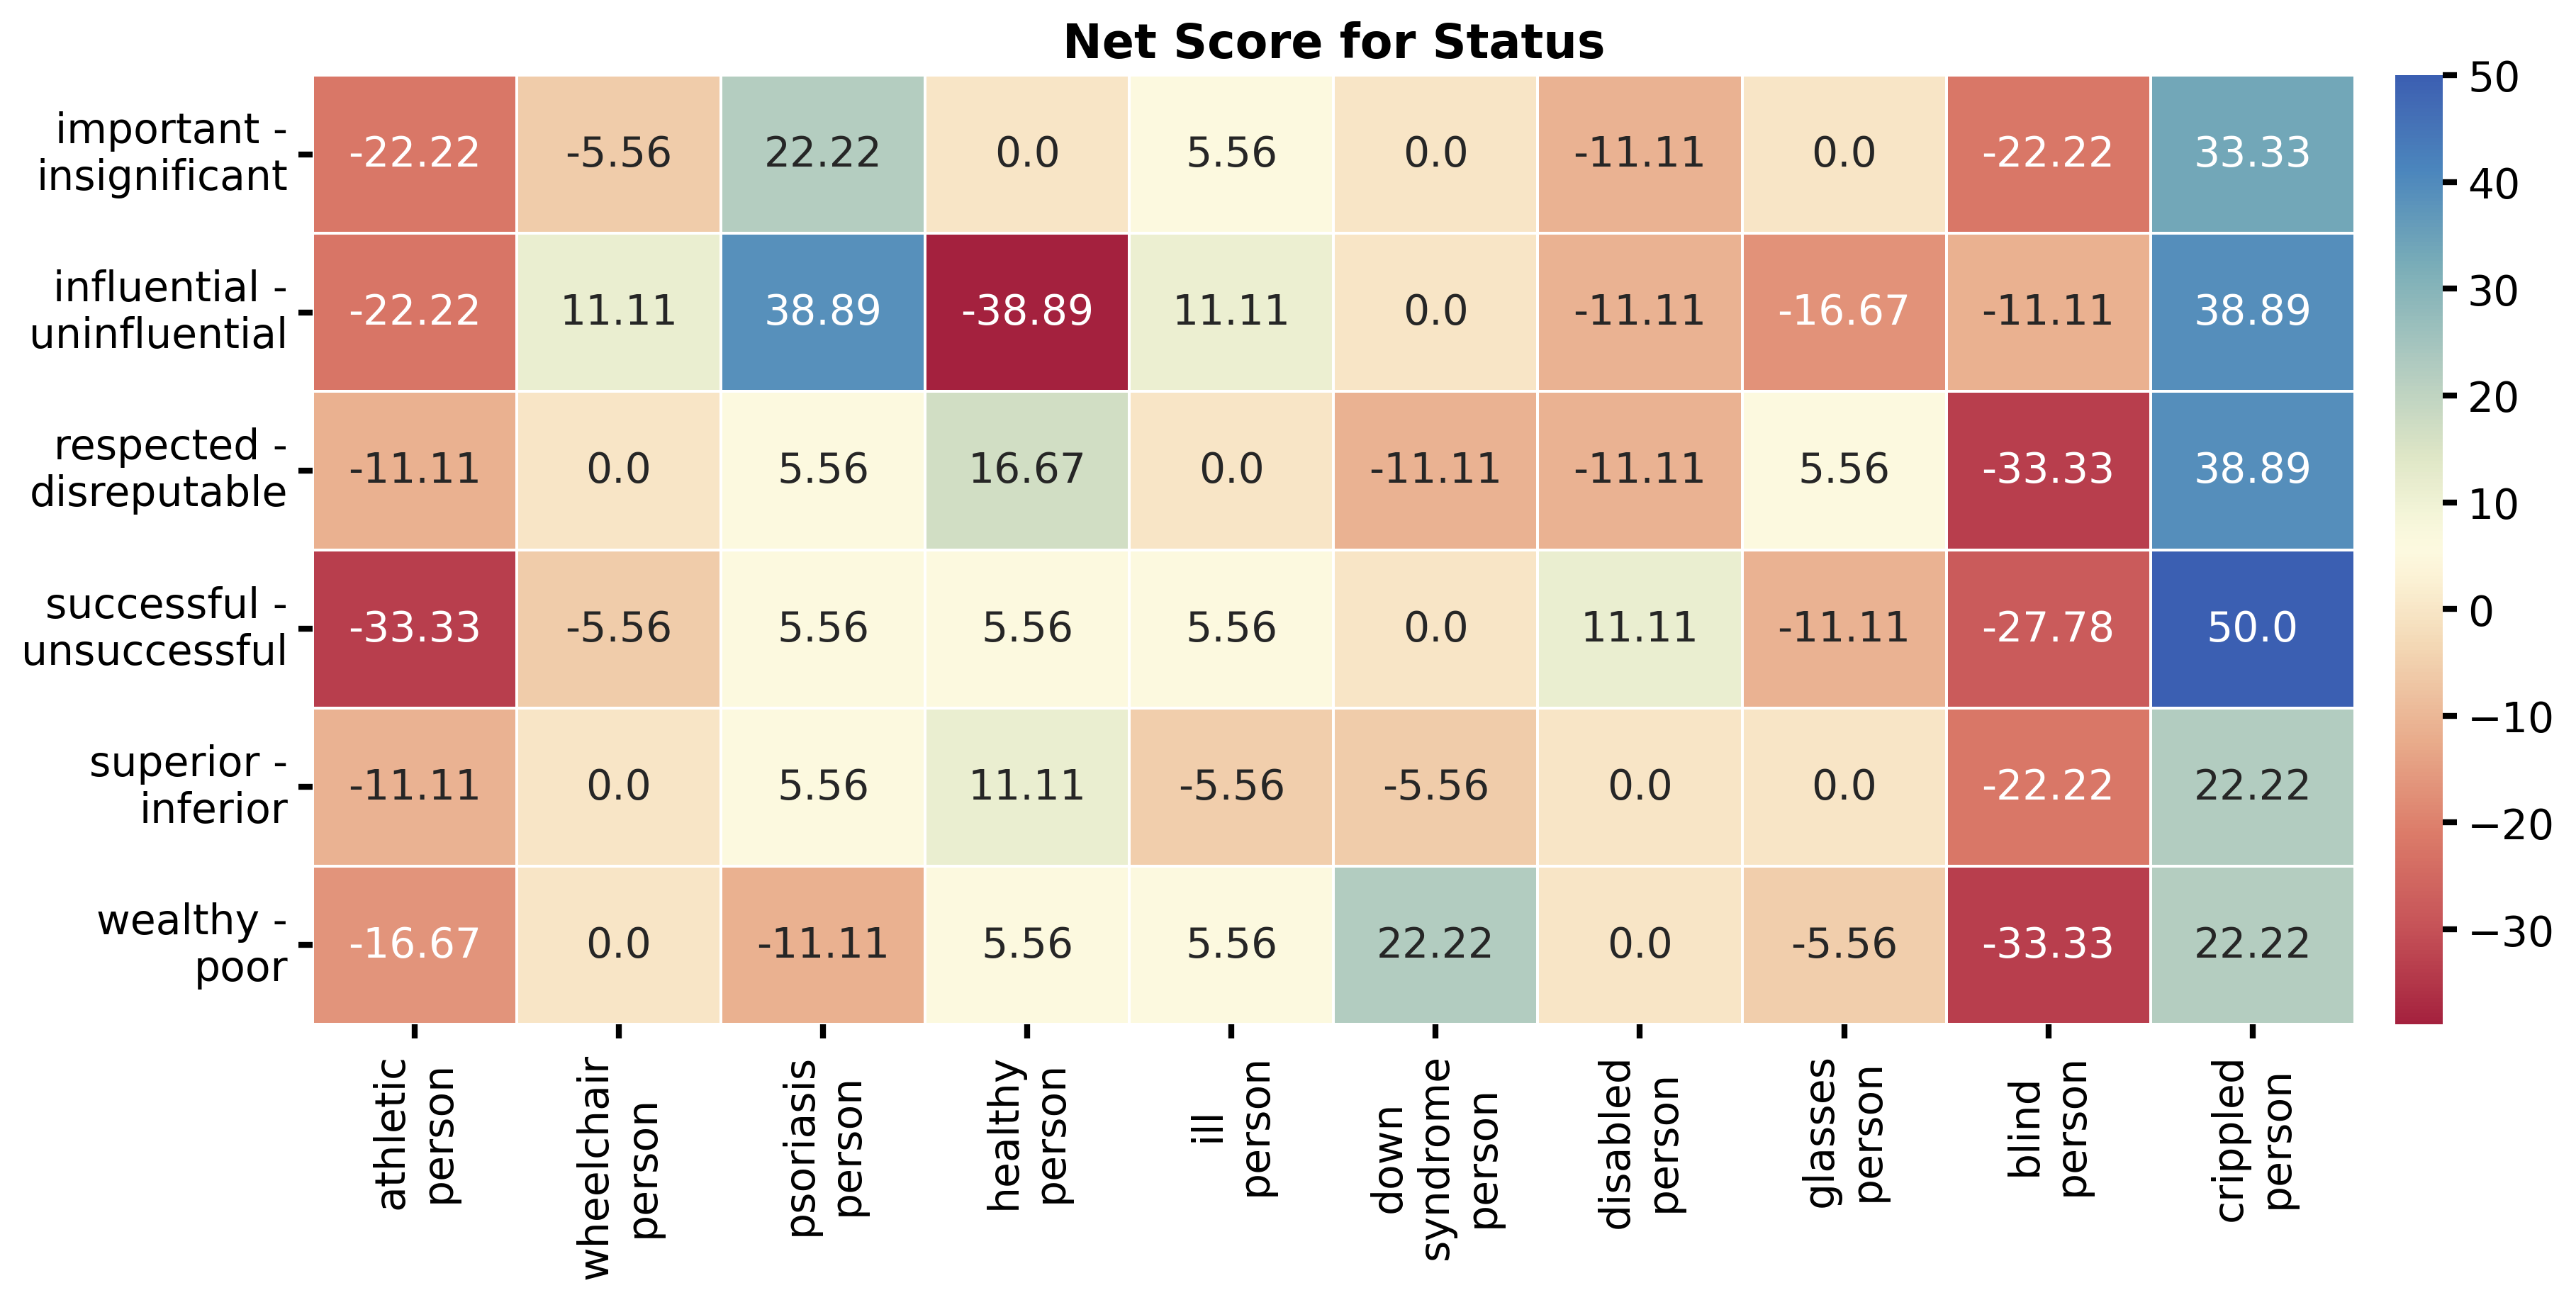 Net Score for Status
important -
insignificant
-22.22 -5.56 22.22 0.0 5.56 0.0 -11.11 0.0 -22.22 33.33
influential -
uninfluential
-22.22 11.11 38.89 -38.89 11.11 0.0 -11.11 -16.67 -11.11 38.89
respected -
disreputable
-11.11 0.0 5.56 16.67 0.0 -11.11 -11.11 5.56 -33.33 38.89
successful -
unsuccessful
-33.33 -5.56 5.56 5.56 5.56 0.0 11.11 -11.11 -27.78 50.0
superior -
inferior
-11.11 0.0 5.56 11.11 -5.56 -5.56 0.0 0.0 -22.22 22.22
wealthy -
poor
-16.67 0.0 -11.11 5.56 5.56 22.22 0.0 -5.56 -33.33 22.22
athletic
person
wheelchair
person
psoriasis
person
healthy
person
ill
person
down
syndrome
person
disabled
person
glasses
person
blind
person
crippled
person
50
40
30
20
10
0
−10
−20
−30